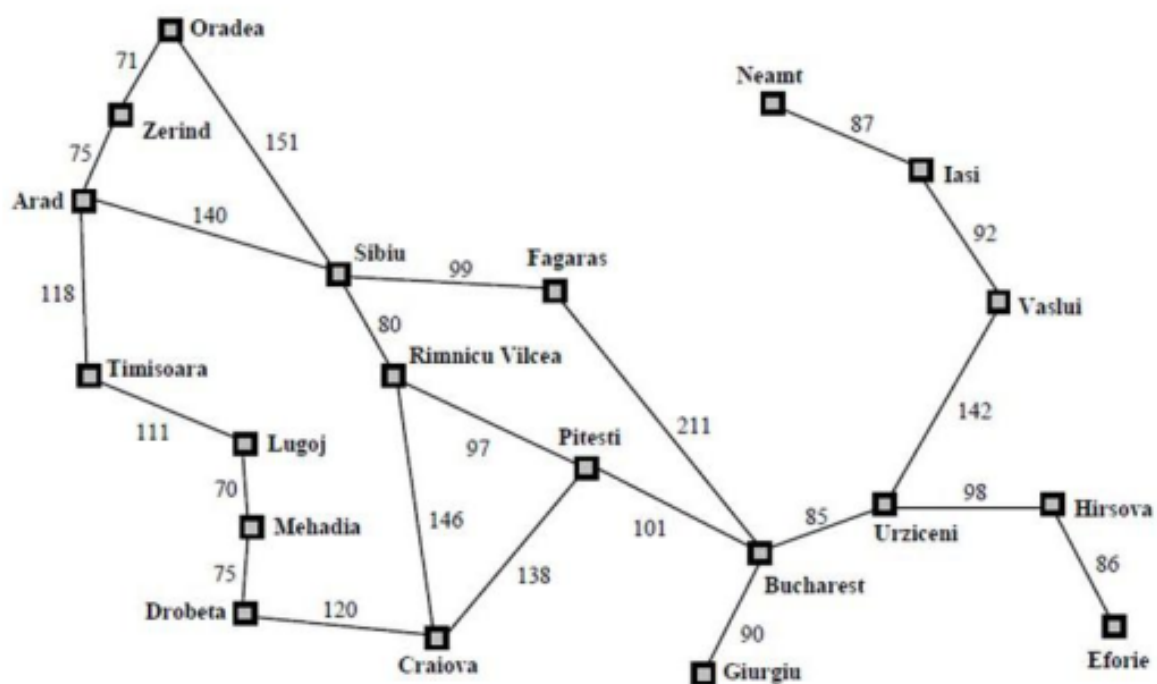 Oradea
71
Neamt
87
Zerind
151
75
Iasi
Arad
140
92
Sibiu
99
Fagaras
118
Vaslui
80
Rimnicu Vilcea
Timisoara
142
211
111
Lugoj
97
Pitesti
70
98
Mehadia
146
101
85
Hirsova
Urziceni
75
138
86
Bucharest
Drobeta
120
90
Craiova
Giurgiu
Eforie